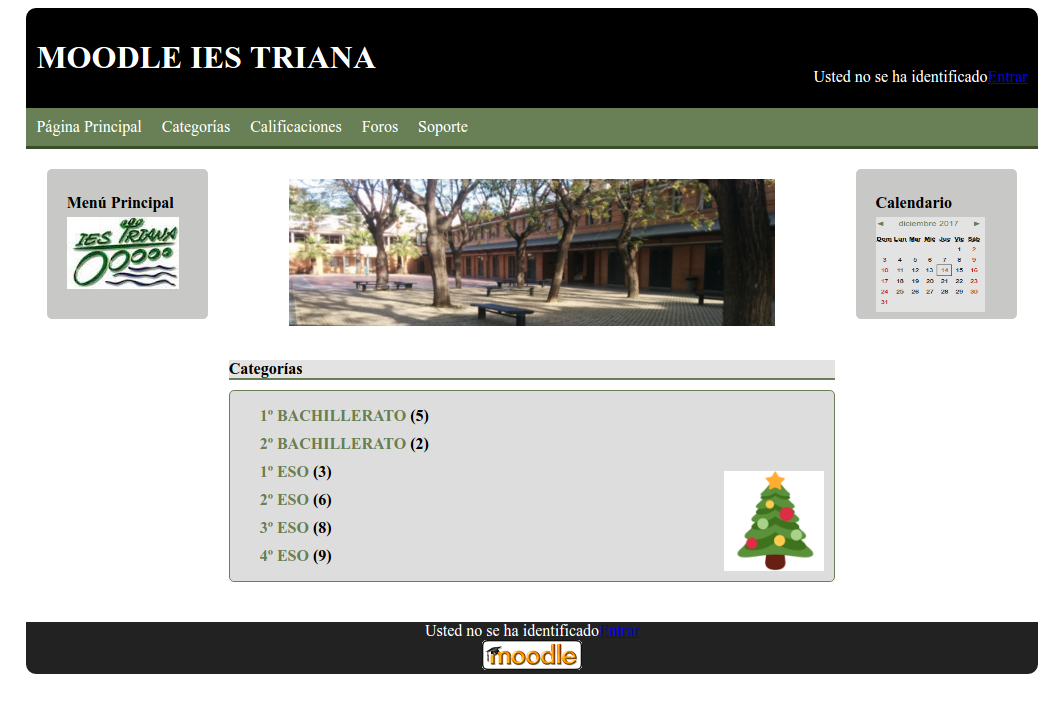 MOODLE IES TRIANA
Usted no se ha identificadoEntrar
Página Principal Categorías Calificaciones Foros Soporte
Menú Principal
IES TRIANA
Calendario
◄ diciembre 2017 ►
Dom Lun Mar Mié Jue Vie Sáb
1 2
3 4 5 6 7 8 9
10 11 12 13 14 15 16
17 18 19 20 21 22 23
24 25 26 27 28 29 30
31
Categorías
1º BACHILLERATO (5)
2º BACHILLERATO (2)
1º ESO (3)
2º ESO (6)
3º ESO (8)
4º ESO (9)
Usted no se ha identificadoEntrar
moodle